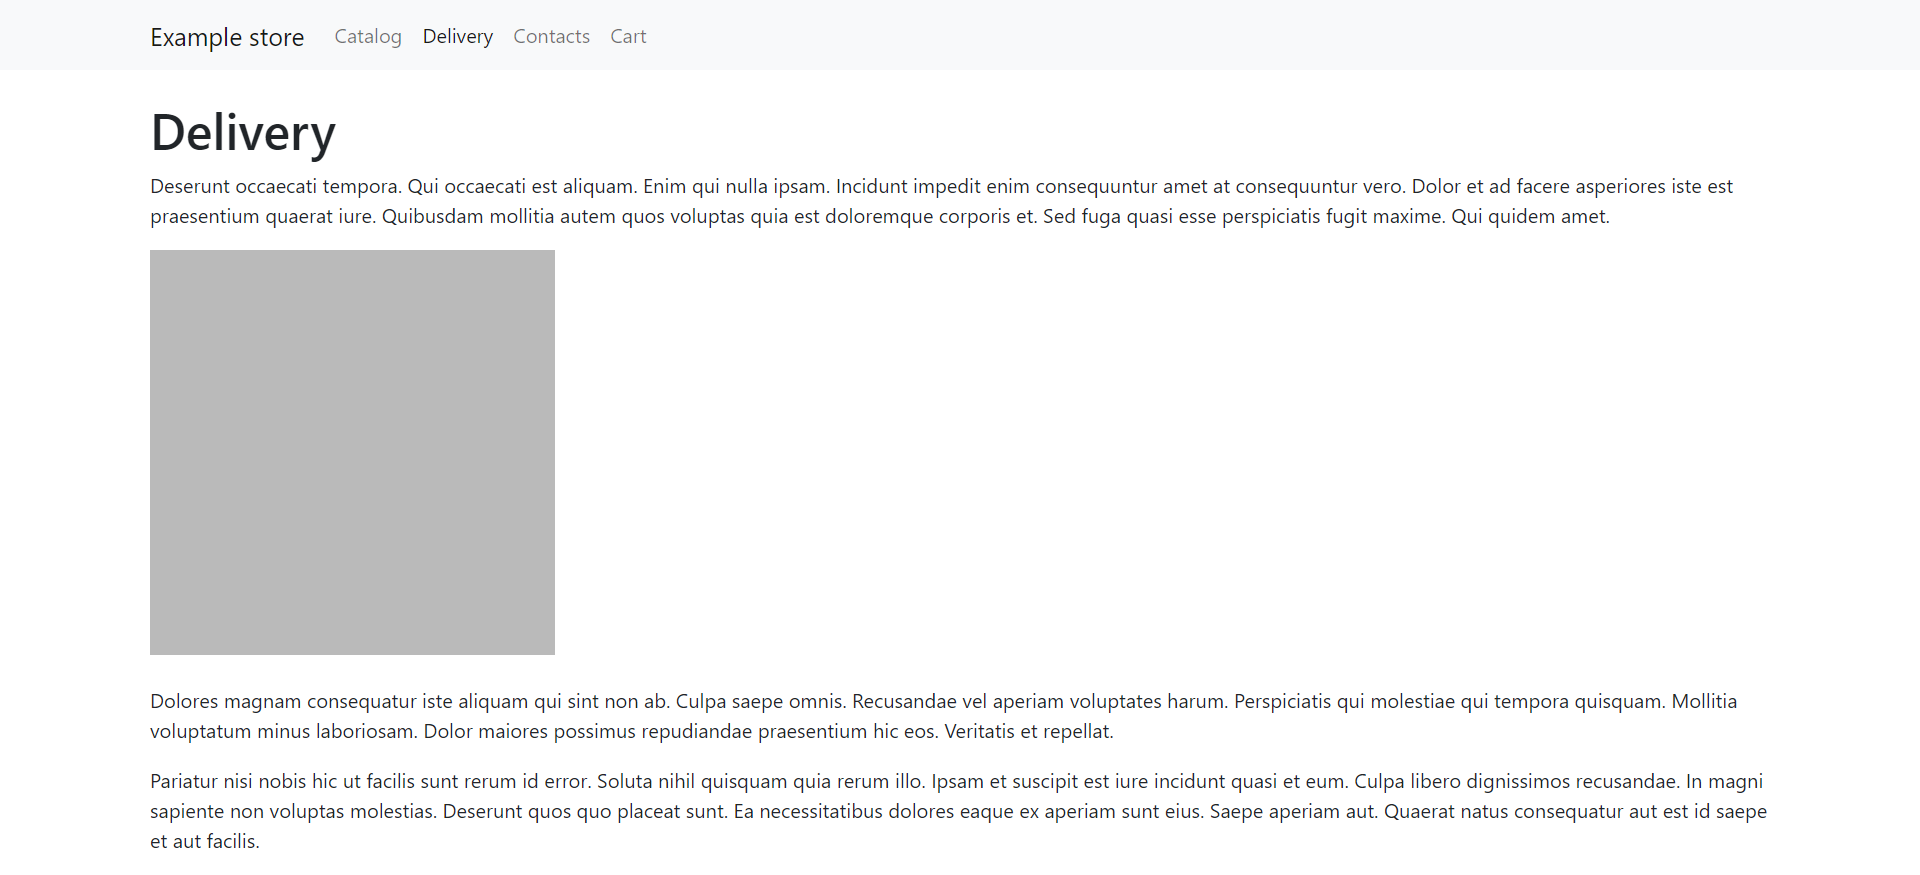 Example store Catalog Delivery Contacts Cart
Delivery
Deserunt occaecati tempora. Qui occaecati est aliquam. Enim qui nulla ipsam. Incidunt impedit enim consequuntur amet at consequuntur vero. Dolor et ad facere asperiores iste est
praesentium quaerat iure. Quibusdam mollitia autem quos voluptas quia est doloremque corporis et. Sed fuga quasi esse perspiciatis fugit maxime. Qui quidem amet.
Dolores magnam consequatur iste aliquam qui sint non ab. Culpa saepe omnis. Recusandae vel aperiam voluptates harum. Perspiciatis qui molestiae qui tempora quisquam. Mollitia
voluptatum minus laboriosam. Dolor maiores possimus repudiandae praesentium hic eos. Veritatis et repellat.
Pariatur nisi nobis hic ut facilis sunt rerum id error. Soluta nihil quisquam quia rerum illo. Ipsam et suscipit est iure incidunt quasi et eum. Culpa libero dignissimos recusandae. In magni
sapiente non voluptas molestias. Deserunt quos quo placeat sunt. Ea necessitatibus dolores eaque ex aperiam sunt eius. Saepe aperiam aut. Quaerat natus consequatur aut est id saepe
et aut facilis.